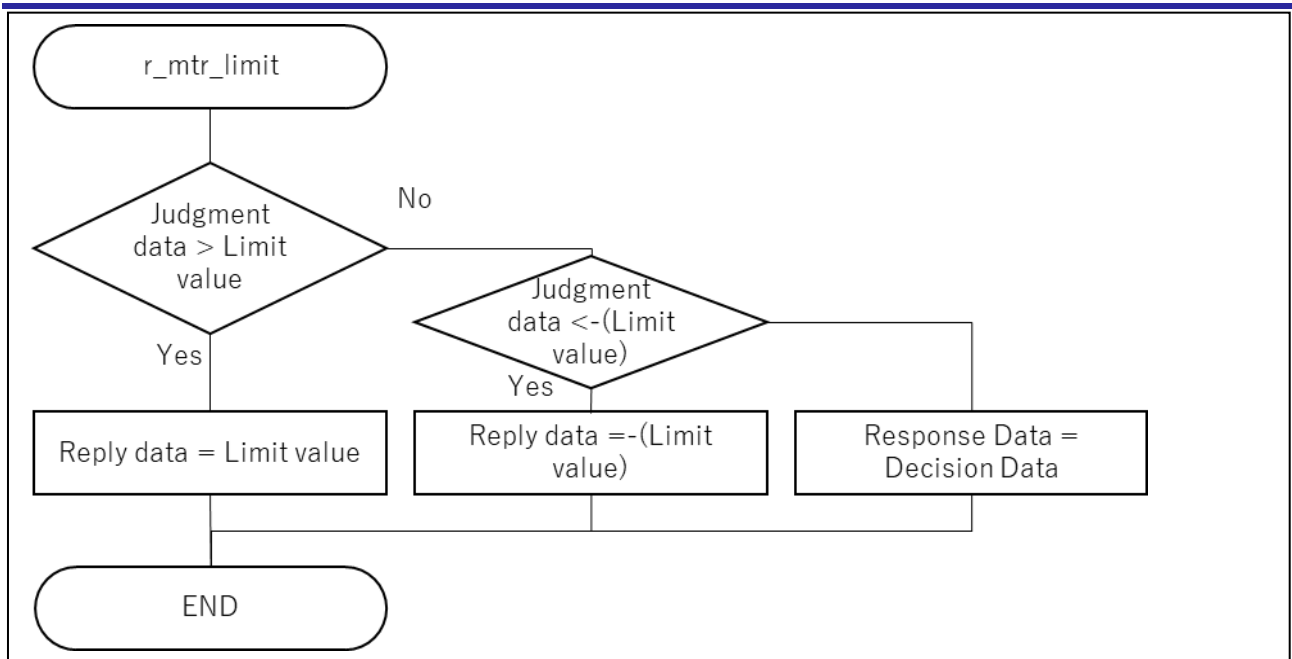 r_mtr_limit
No
Judgment
data > Limit
value
Judgment
data <-(Limit
value)
Yes
Yes
Reply data = Limit value
Reply data =-(Limit
value)
Response Data =
Decision Data
END